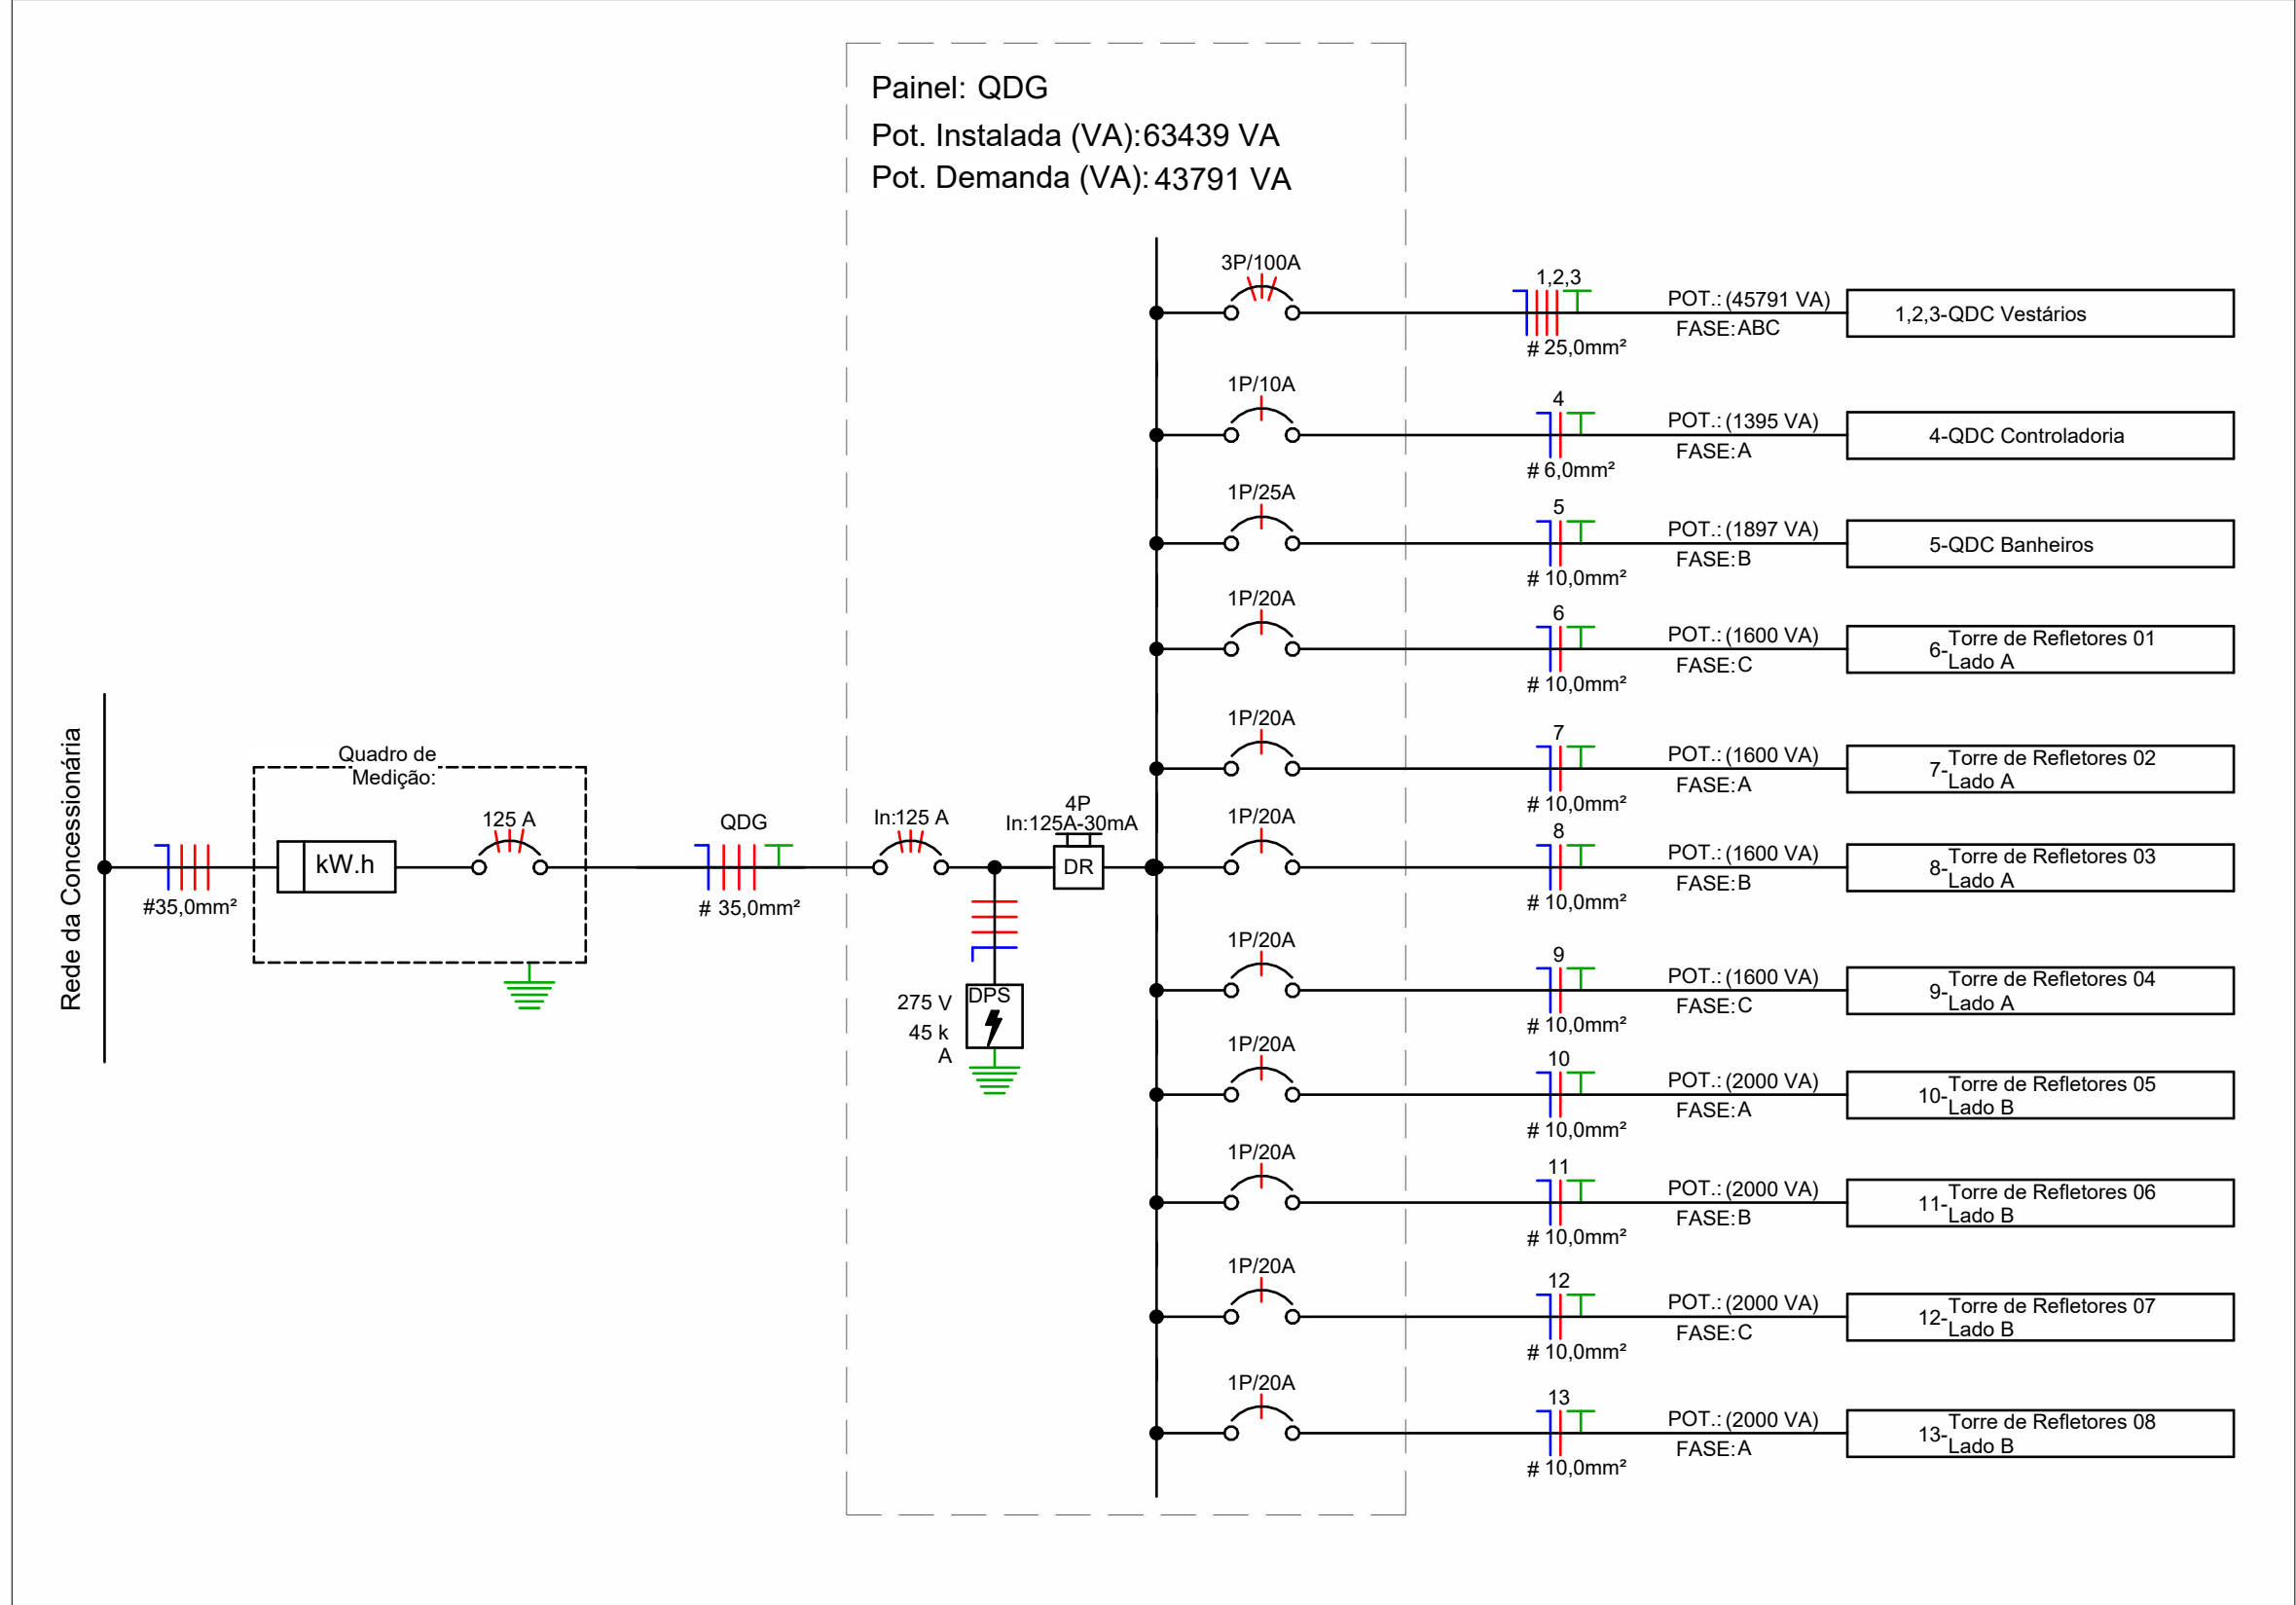 Painel: QDG
Pot. Instalada (VA):63439 VA
Pot. Demanda (VA): 43791 VA
Rede da Concessionária
#35,0mm²
Quadro de
Medição:
kW.h
125 A
QDG
# 35,0mm²
In:125 A
4P
In:125A-30mA
DR
275 V
45 k
A
DPS
3P/100A
1,2,3
# 25,0mm²
POT.: (45791 VA)
FASE: ABC
1,2,3-QDC Vestários
1P/10A
4
# 6,0mm²
POT.: (1395 VA)
FASE: A
4-QDC Controladoria
1P/25A
5
# 10,0mm²
POT.: (1897 VA)
FASE: B
5-QDC Banheiros
1P/20A
6
# 10,0mm²
POT.: (1600 VA)
FASE: C
6-Torre de Refletores 01
Lado A
1P/20A
7
# 10,0mm²
POT.: (1600 VA)
FASE: A
7-Torre de Refletores 02
Lado A
1P/20A
8
# 10,0mm²
POT.: (1600 VA)
FASE: B
8-Torre de Refletores 03
Lado A
1P/20A
9
# 10,0mm²
POT.: (1600 VA)
FASE: C
9-Torre de Refletores 04
Lado A
1P/20A
10
# 10,0mm²
POT.: (2000 VA)
FASE: A
10-Torre de Refletores 05
Lado B
1P/20A
11
# 10,0mm²
POT.: (2000 VA)
FASE: B
11-Torre de Refletores 06
Lado B
1P/20A
12
# 10,0mm²
POT.: (2000 VA)
FASE: C
12-Torre de Refletores 07
Lado B
1P/20A
13
# 10,0mm²
POT.: (2000 VA)
FASE: A
13-Torre de Refletores 08
Lado B